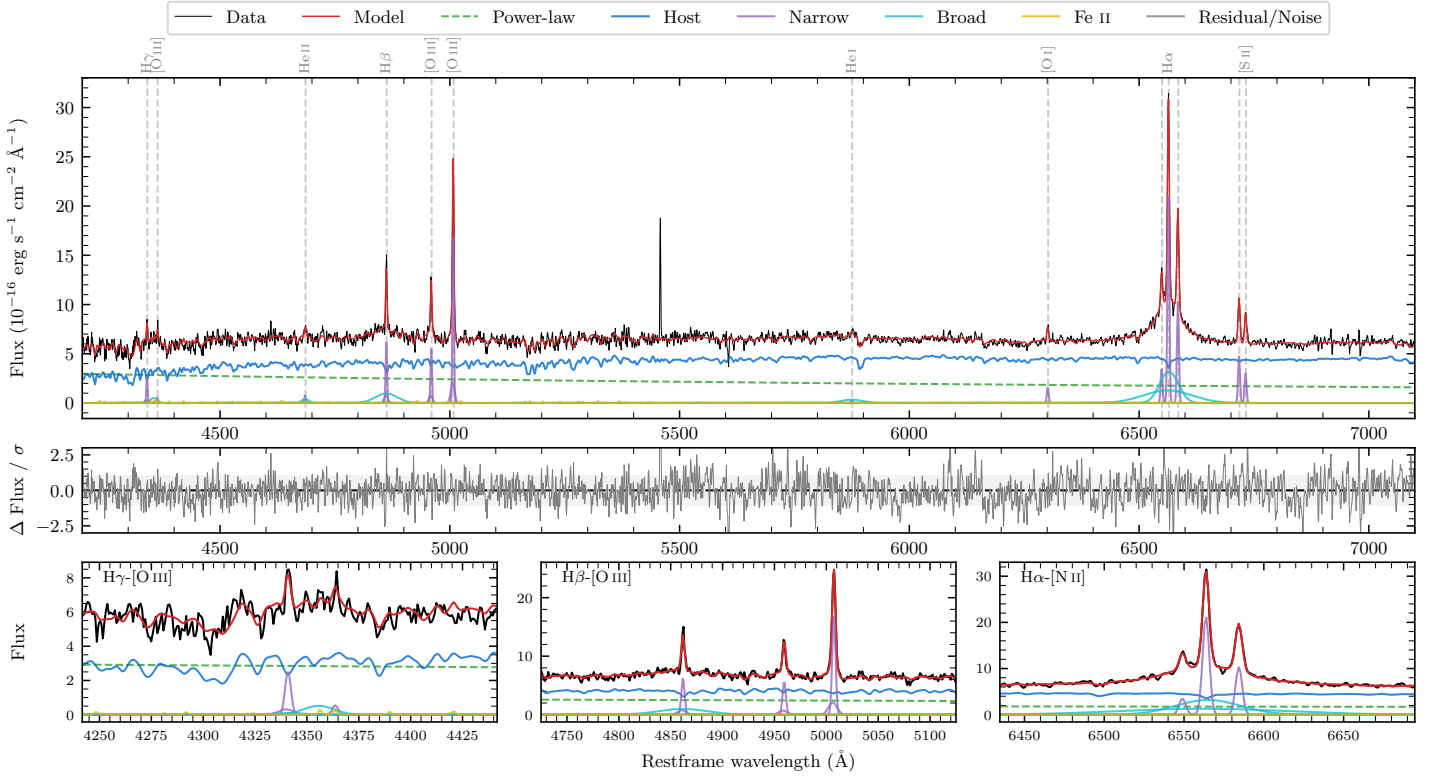 Data Model Power-law Host Narrow Broad Fe II Residual/Noise
Hγ [O III] He II Hβ [O III] [O III] He I [O I] Hα [S II]
Flux (10⁻¹⁶ erg s⁻¹ cm⁻² Å⁻¹)
30
25
20
15
10
5
0
4500 5000 5500 6000 6500 7000
Δ Flux / σ
2.5
0.0
−2.5
4500 5000 5500 6000 6500 7000
Flux
Hγ-[O III]
8
6
4
2
0
4250 4275 4300 4325 4350 4375 4400 4425
Hβ-[O III]
20
10
0
4750 4800 4850 4900 4950 5000 5050 5100
Hα-[N II]
30
20
10
0
6450 6500 6550 6600 6650
Restframe wavelength (Å)